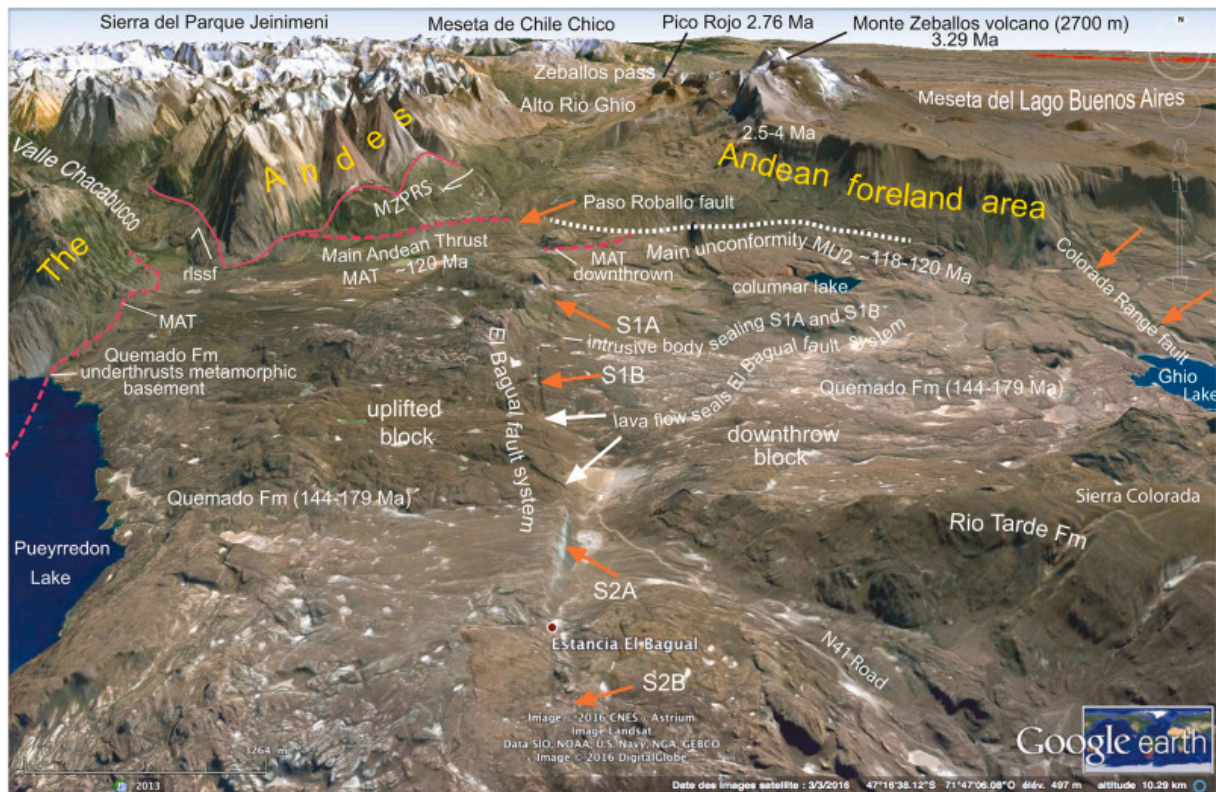 Sierra del Parque Jeinimeni
Meseta de Chile Chico
Pico Rojo 2.76 Ma
Monte Zeballos volcano (2700 m)
3.29 Ma
N
Zeballos pass
Alto Rio Ghio
Meseta del Lago Buenos Aires
2.5-4 Ma
Valle Chacabucco
The Andes
Andean foreland area
MZPRS
Paso Roballo fault
rlssf
Main Andean Thrust
MAT ~120 Ma
MAT
downthrown
Main unconformity MU2 ~118-120 Ma
columnar lake
Colorada Range fault
MAT
S1A
intrusive body sealing S1A and S1B
El Bagual fault system
Quemado Fm
underthrusts metamorphic
basement
S1B
Ghio
Lake
Quemado Fm (144-179 Ma)
uplifted
block
lava flow seals El Bagual fault system
downthrow
block
Quemado Fm (144-179 Ma)
Sierra Colorada
Rio Tarde Fm
Pueyrredon
Lake
S2A
Estancia El Bagual
N41 Road
S2B
Image © 2016 CNES / Astrium
Image Landsat
Data SIO, NOAA, U.S. Navy, NGA, GEBCO
Image © 2016 DigitalGlobe
Google earth
3264 m
2013
Date des images satellite : 3/3/2016 47°16'38.12"S 71°47'06.08"O élév. 497 m altitude 10.29 km